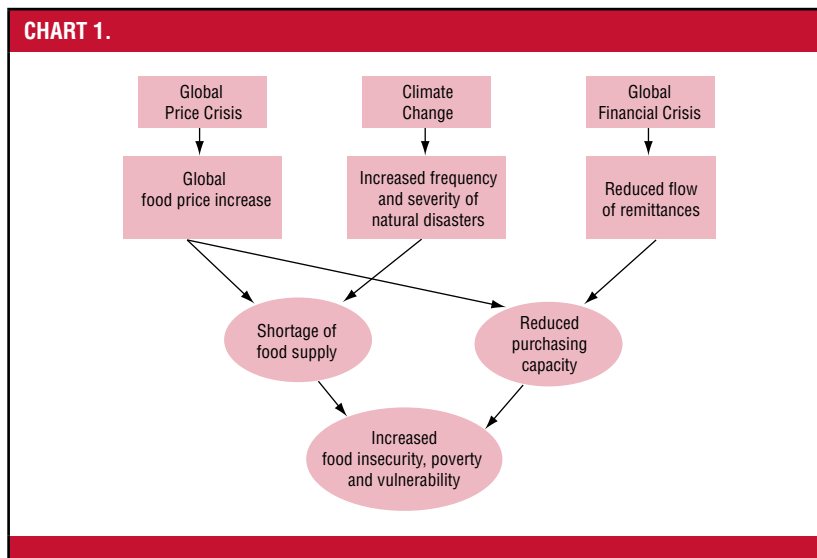 CHART 1.
Global
Price Crisis
Climate
Change
Global
Financial Crisis
Global
food price increase
Increased frequency
and severity of
natural disasters
Reduced flow
of remittances
Shortage of
food supply
Reduced
purchasing
capacity
Increased
food insecurity, poverty
and vulnerability